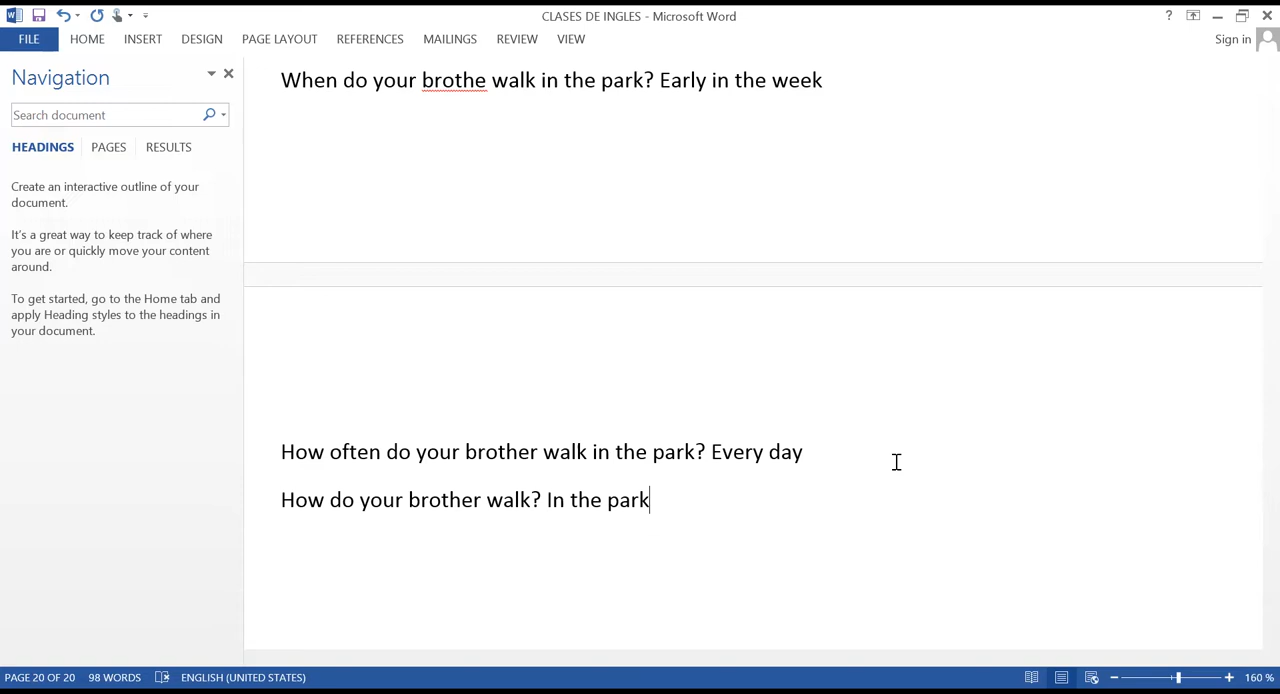 CLASES DE INGLES - Microsoft Word
?
FILE HOME INSERT DESIGN PAGE LAYOUT REFERENCES MAILINGS REVIEW VIEW Sign in
Navigation
Search document
HEADINGS PAGES RESULTS
Create an interactive outline of your
document.
It's a great way to keep track of where
you are or quickly move your content
around.
To get started, go to the Home tab and
apply Heading styles to the headings in
your document.
When do your brothe walk in the park? Early in the week
How often do your brother walk in the park? Every day
How do your brother walk? In the park
PAGE 20 OF 20 98 WORDS ENGLISH (UNITED STATES) 160 %